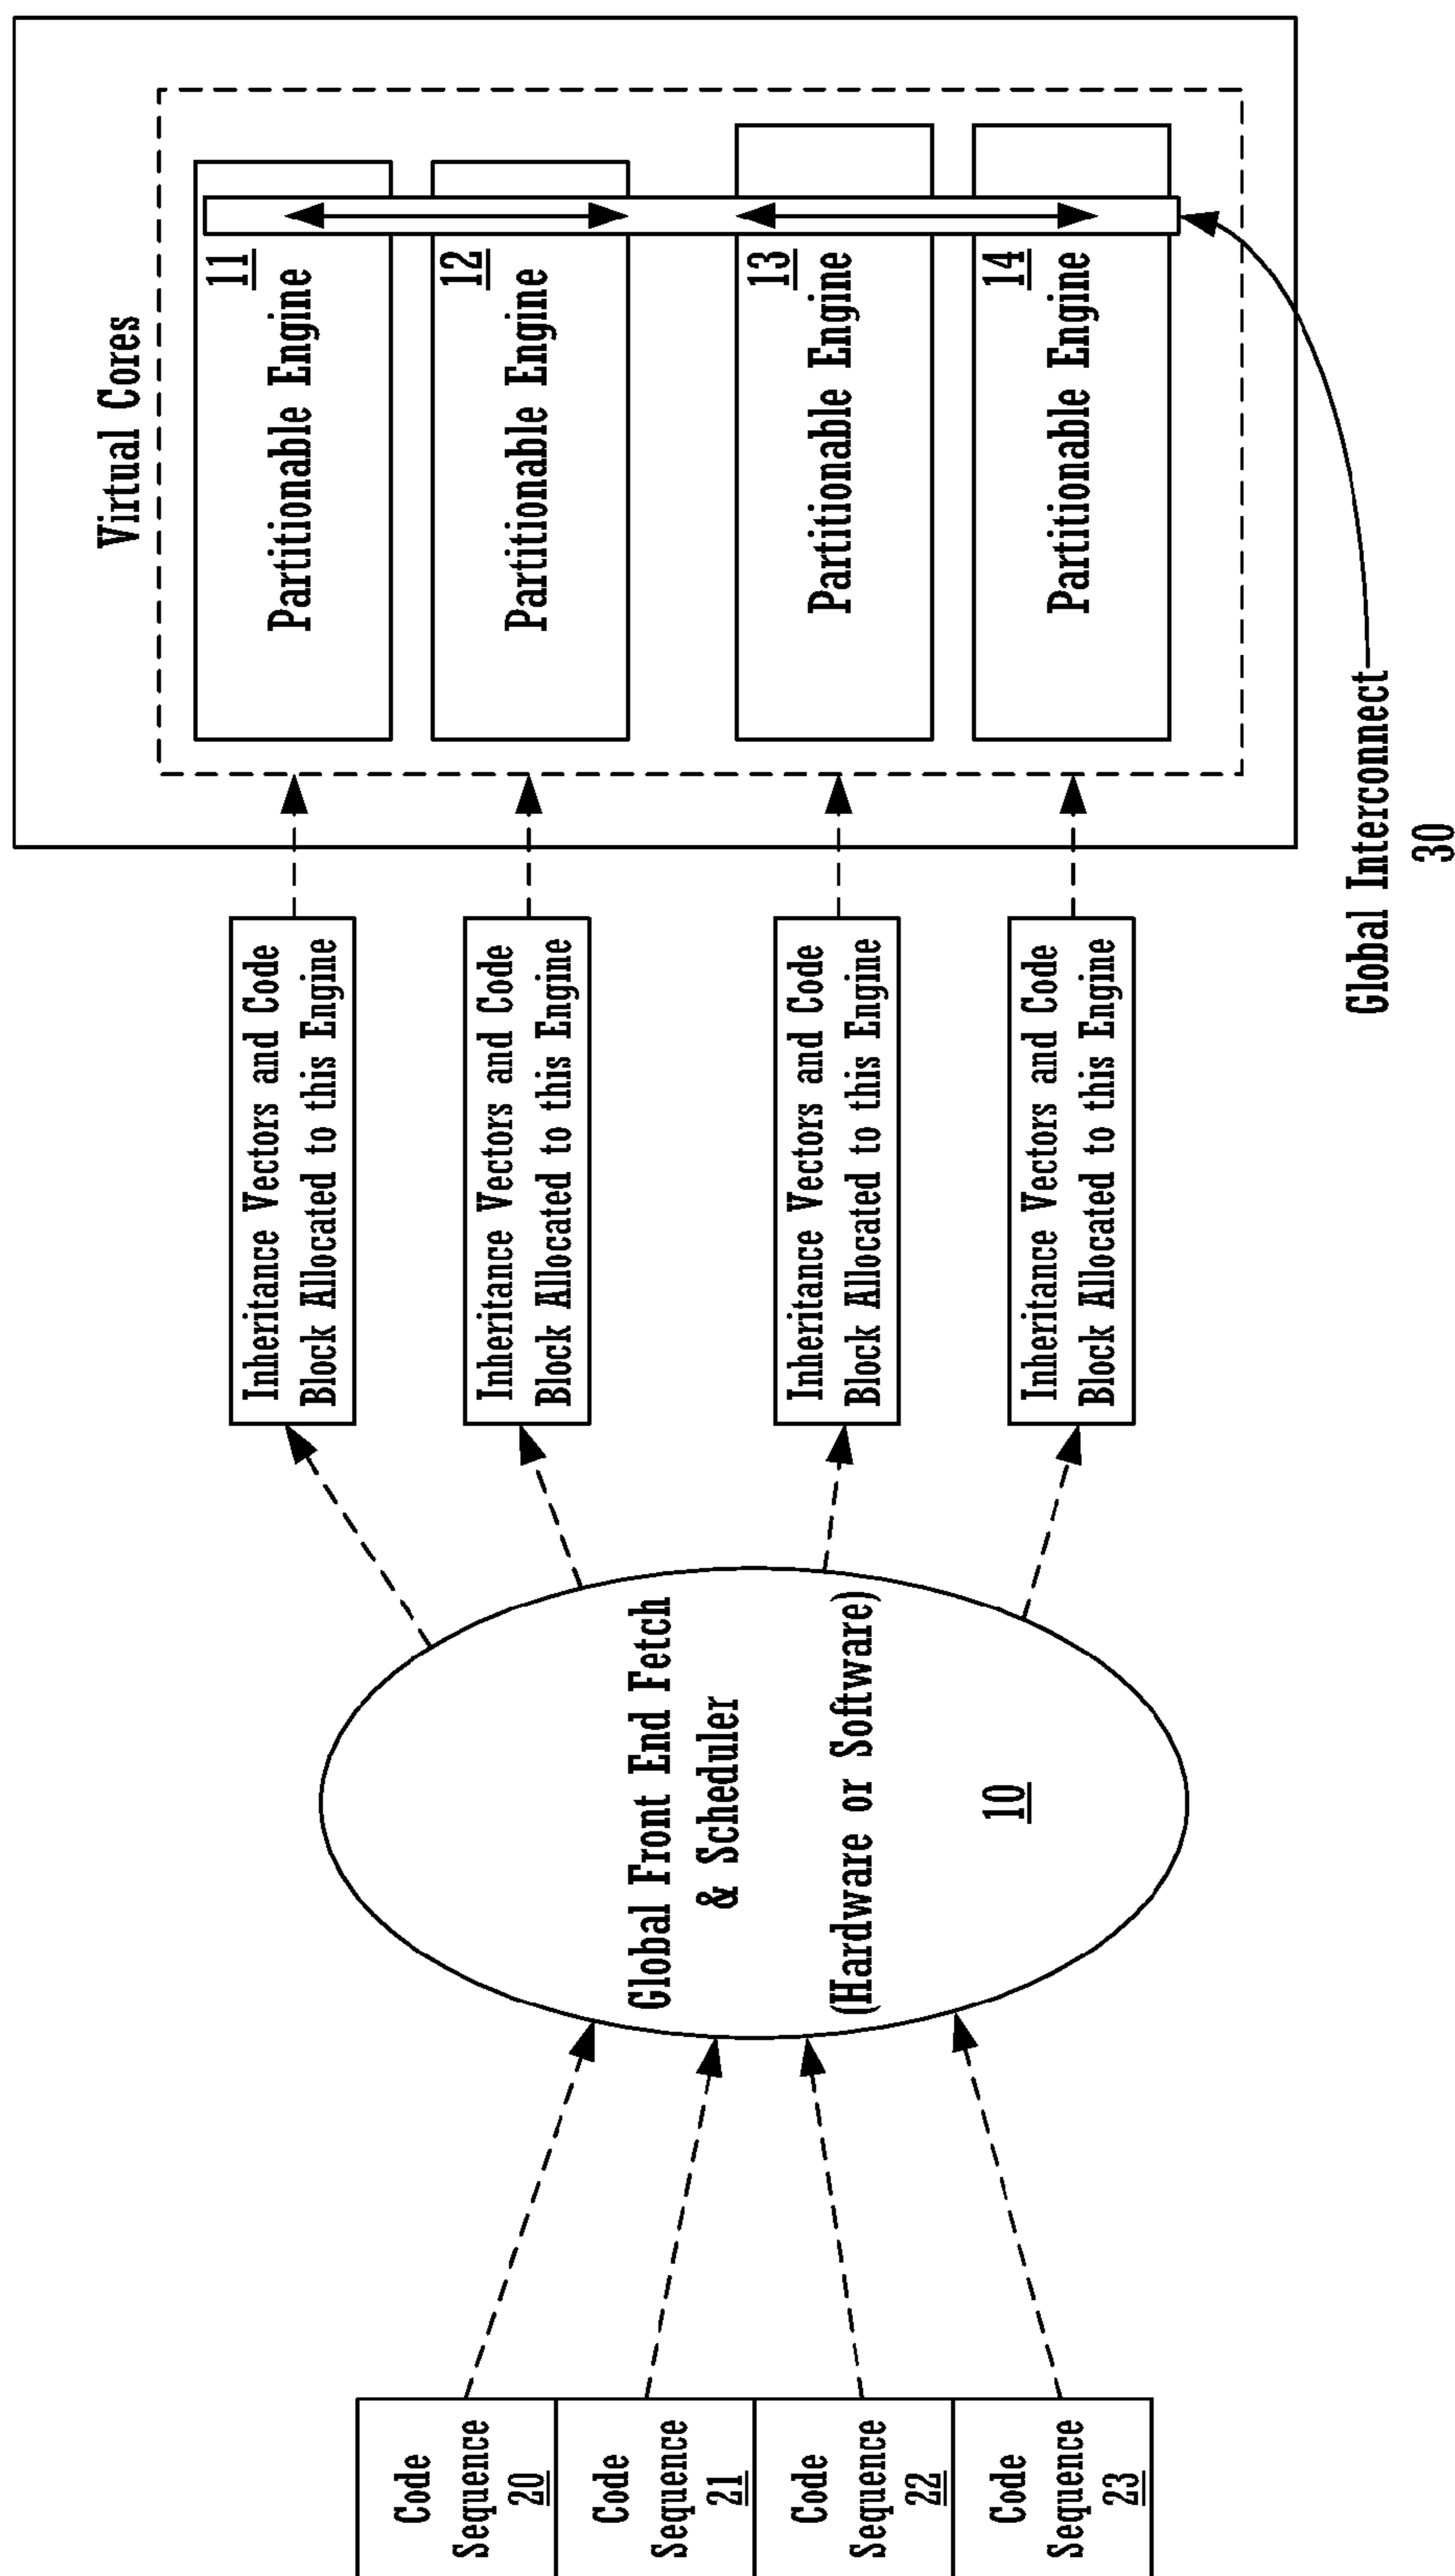 Code
Sequence
20
Code
Sequence
21
Code
Sequence
22
Code
Sequence
23
Global Front End Fetch
& Scheduler
(Hardware or Software)
10
Inheritance Vectors and Code
Block Allocated to this Engine
Inheritance Vectors and Code
Block Allocated to this Engine
Inheritance Vectors and Code
Block Allocated to this Engine
Inheritance Vectors and Code
Block Allocated to this Engine
Virtual Cores
11
Partitionable Engine
12
Partitionable Engine
13
Partitionable Engine
14
Partitionable Engine
Global Interconnect
30